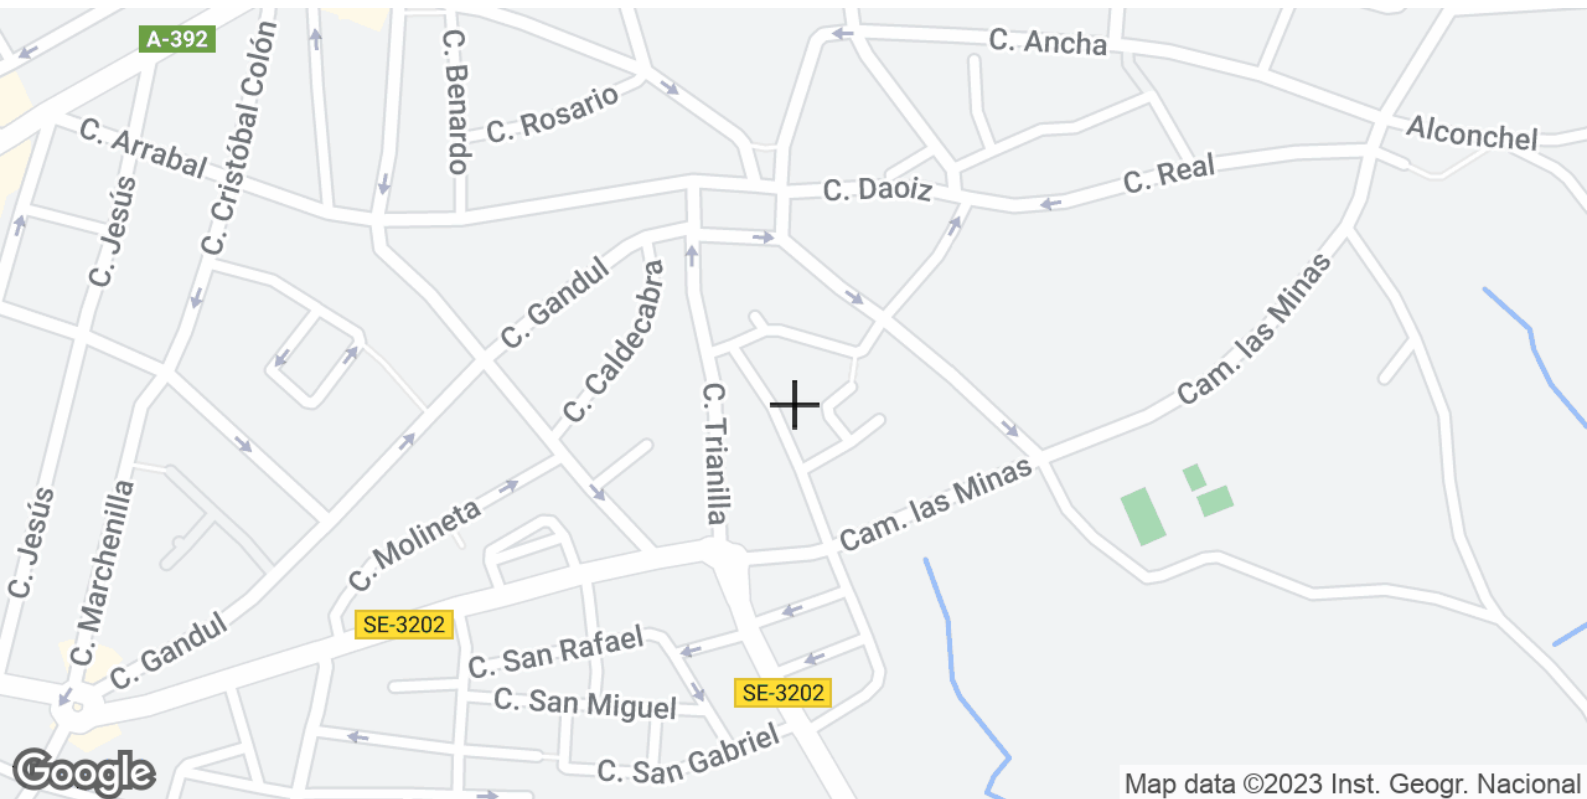 A-392
C. Ancha
C. Benardo
C. Cristóbal Colón
C. Rosario
C. Arrabal
Alconchel
C. Jesús
C. Daoiz
C. Real
C. Gandul
C. Caldecabra
Cam. las Minas
C. Trianilla
C. Jesús
C. Marchenilla
C. Molineta
Cam. las Minas
SE-3202
C. Gandul
C. San Rafael
C. San Miguel
SE-3202
C. San Gabriel
Google
Map data ©2023 Inst. Geogr. Nacional